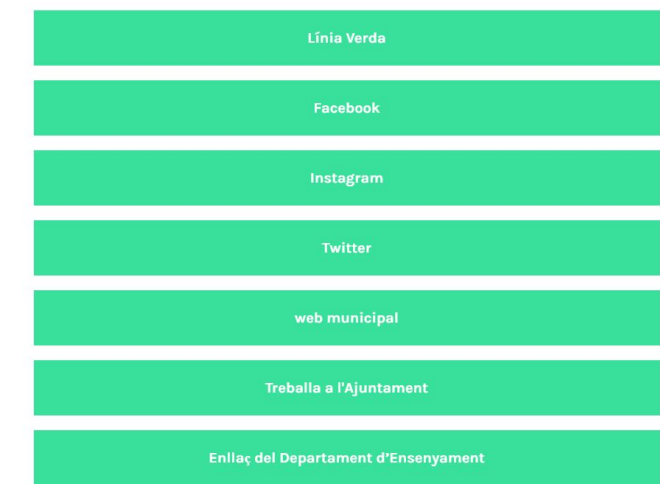 Línia Verda
Facebook
Instagram
Twitter
web municipal
Treballa a l'Ajuntament
Enllaç del Departament d’Ensenyament